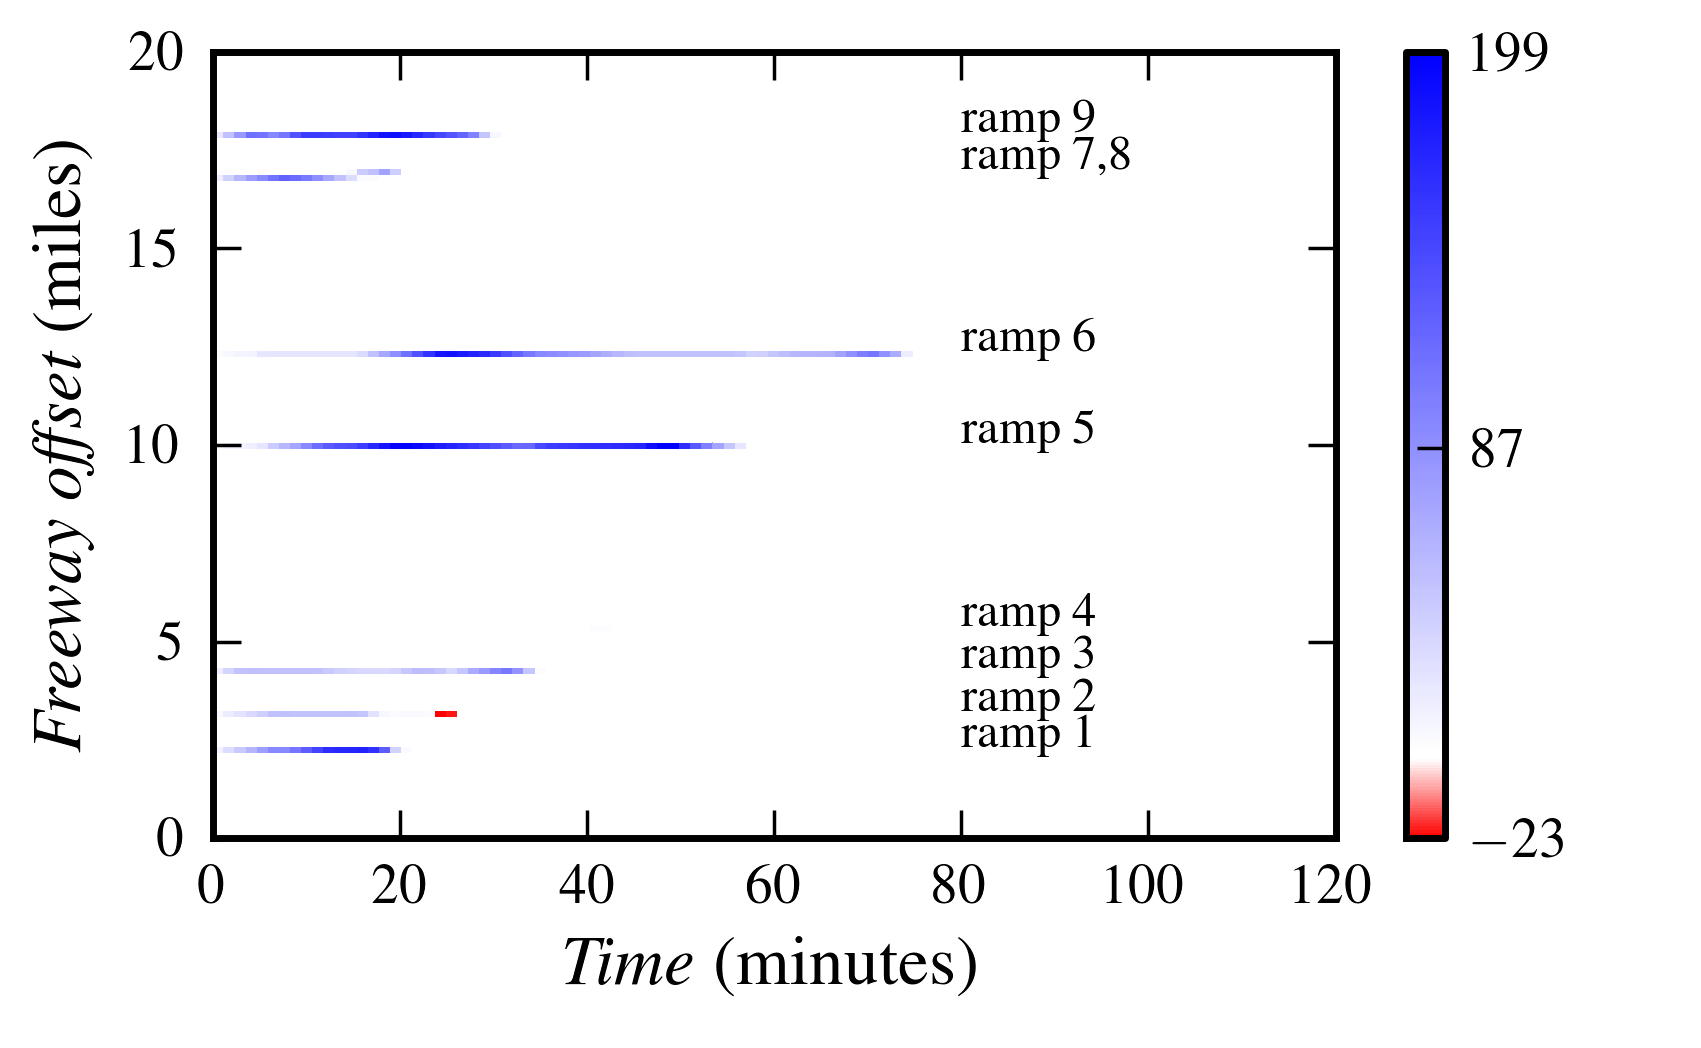 20
15
10
5
0
Freeway offset (miles)
ramp 9
ramp 7,8
ramp 6
ramp 5
ramp 4
ramp 3
ramp 2
ramp 1
0 20 40 60 80 100 120
Time (minutes)
199
87
−23